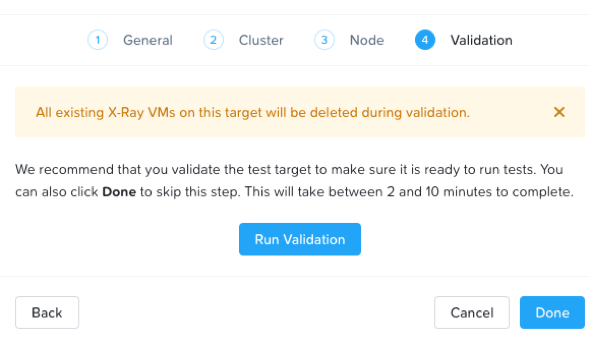 1 General 2 Cluster 3 Node 4 Validation
All existing X-Ray VMs on this target will be deleted during validation.
We recommend that you validate the test target to make sure it is ready to run tests. You
can also click Done to skip this step. This will take between 2 and 10 minutes to complete.
Run Validation
Back Cancel Done